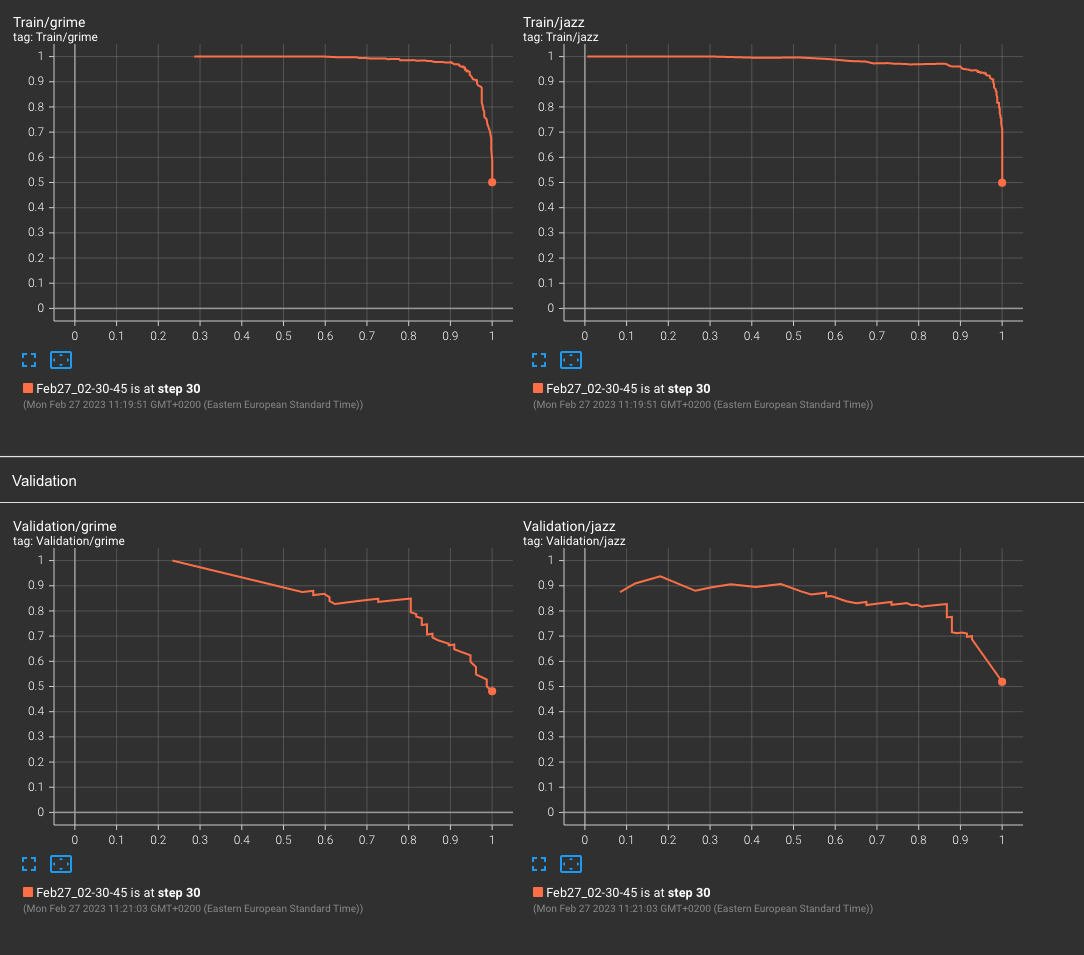 Train/grime
tag: Train/grime
1
0.9
0.8
0.7
0.6
0.5
0.4
0.3
0.2
0.1
0
0 0.1 0.2 0.3 0.4 0.5 0.6 0.7 0.8 0.9 1
Feb27_02-30-45 is at step 30
(Mon Feb 27 2023 11:19:51 GMT+0200 (Eastern European Standard Time))
Train/jazz
tag: Train/jazz
1
0.9
0.8
0.7
0.6
0.5
0.4
0.3
0.2
0.1
0
0 0.1 0.2 0.3 0.4 0.5 0.6 0.7 0.8 0.9 1
Feb27_02-30-45 is at step 30
(Mon Feb 27 2023 11:19:51 GMT+0200 (Eastern European Standard Time))
Validation
Validation/grime
tag: Validation/grime
1
0.9
0.8
0.7
0.6
0.5
0.4
0.3
0.2
0.1
0
0 0.1 0.2 0.3 0.4 0.5 0.6 0.7 0.8 0.9 1
Feb27_02-30-45 is at step 30
(Mon Feb 27 2023 11:21:03 GMT+0200 (Eastern European Standard Time))
Validation/jazz
tag: Validation/jazz
1
0.9
0.8
0.7
0.6
0.5
0.4
0.3
0.2
0.1
0
0 0.1 0.2 0.3 0.4 0.5 0.6 0.7 0.8 0.9 1
Feb27_02-30-45 is at step 30
(Mon Feb 27 2023 11:21:03 GMT+0200 (Eastern European Standard Time))